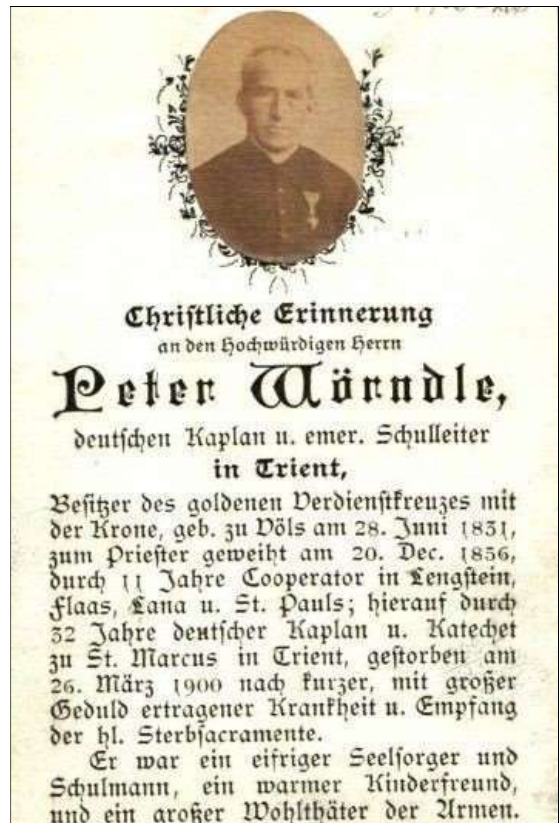 Christliche Erinnerung
an den Hochwürdigen Herrn
Peter Wörndle,
deutschen Kaplan u. emer. Schulleiter
in Trient,
Besitzer des goldenen Verdienstkreuzes mit
der Krone, geb. zu Völs am 28. Juni 1831,
zum Priester geweiht am 20. Dec. 1856,
durch 11 Jahre Cooperator in Lengstein,
Flaas, Lana u. St. Pauls; hierauf durch
32 Jahre deutscher Kaplan u. Katechet
zu St. Marcus in Trient, gestorben am
26. März 1900 nach kurzer, mit großer
Geduld ertragener Krankheit u. Empfang
der hl. Sterbsacramente.
Er war ein eifriger Seelsorger und
Schulmann, ein warmer Kinderfreund,
und ein großer Wohlthäter der Armen.